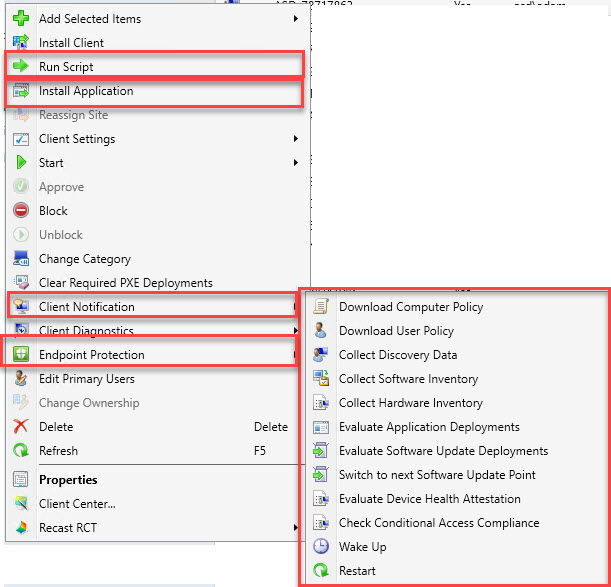 Add Selected Items
Install Client
Run Script
Install Application
Reassign Site
Client Settings
Start
Approve
Block
Unblock
Change Category
Clear Required PXE Deployments
Client Notification
Client Diagnostics
Endpoint Protection
Edit Primary Users
Change Ownership
Delete Delete
Refresh F5
Properties
Client Center...
Recast RCT
Download Computer Policy
Download User Policy
Collect Discovery Data
Collect Software Inventory
Collect Hardware Inventory
Evaluate Application Deployments
Evaluate Software Update Deployments
Switch to next Software Update Point
Evaluate Device Health Attestation
Check Conditional Access Compliance
Wake Up
Restart